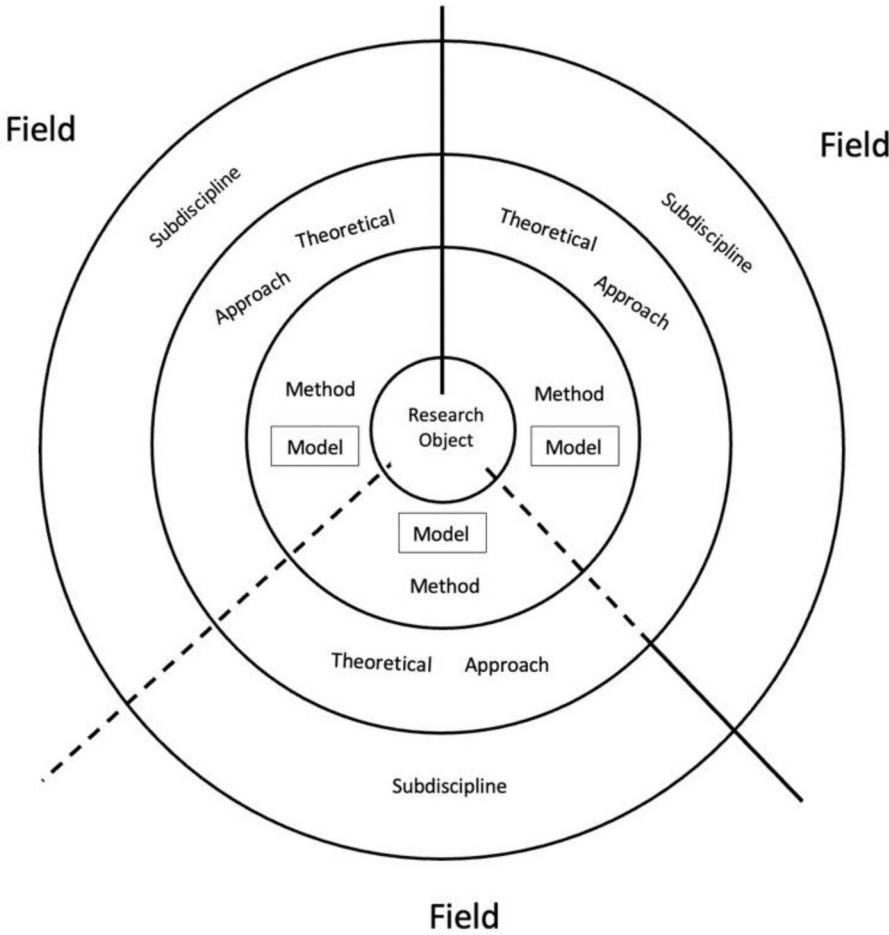 Field
Field
Subdiscipline
Subdiscipline
Theoretical
Approach
Theoretical
Approach
Method
Model
Research
Object
Method
Model
Model
Method
Theoretical Approach
Subdiscipline
Field